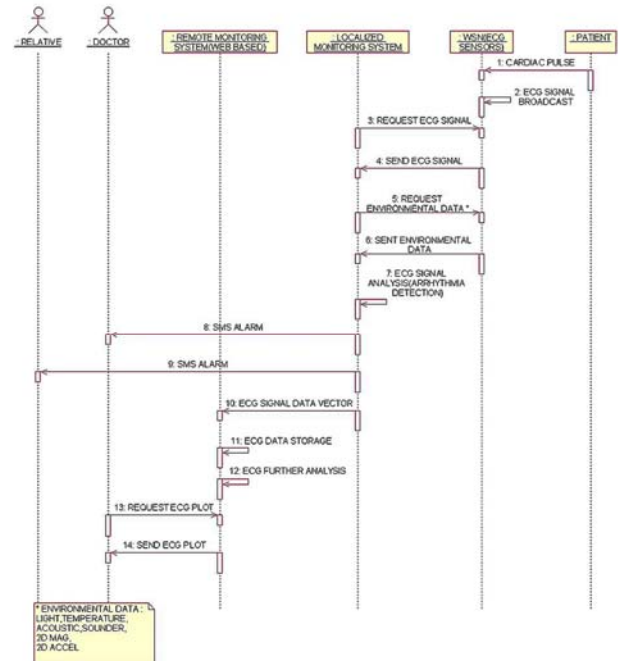 : RELATIVE
: DOCTOR
: REMOTE MONITORING
SYSTEM(WEB BASED)
: LOCALIZED
MONITORING SYSTEM
: WSN(ECG
SENSORS)
: PATIENT
1: CARDIAC PULSE
2: ECG SIGNAL
BROADCAST
3: REQUEST ECG SIGNAL
4: SEND ECG SIGNAL
5: REQUEST
ENVIRONMENTAL DATA *
6: SENT ENVIRONMENTAL
DATA
7: ECG SIGNAL
ANALYSIS(ARRHYTHMIA
DETECTION)
8: SMS ALARM
9: SMS ALARM
10: ECG SIGNAL DATA VECTOR
11: ECG DATA STORAGE
12: ECG FURTHER ANALYSIS
13: REQUEST ECG PLOT
14: SEND ECG PLOT
* ENVIRONMENTAL DATA :
LIGHT,TEMPERATURE,
ACOUSTIC,SOUNDER,
2D MAG,
2D ACCEL